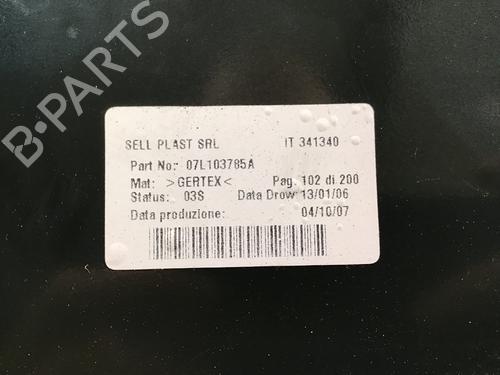 B-PARTS
SELL PLAST SRL IT 341340
Part No: 07L103785A
Mat: >GERTEX< Pag. 102 di 200
Status: 03S Data Drow: 13/01/06
Data produzione: 04/10/07